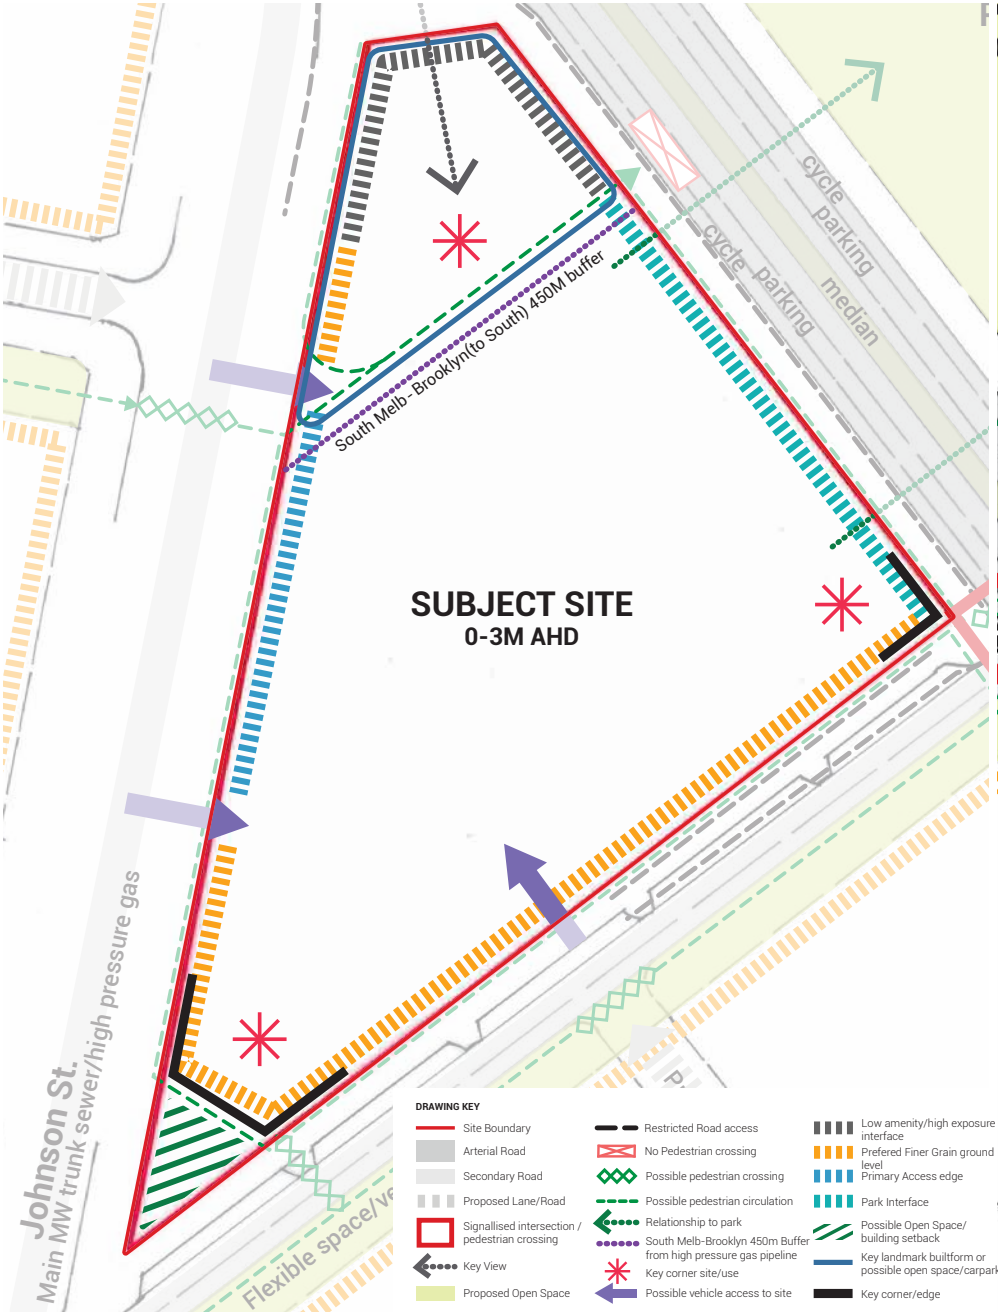 cycle
parking
cycle
parking
median
South Melb - Brooklyn(to South) 450M buffer
SUBJECT SITE
0-3M AHD
Johnson St.
Main MW trunk sewer/high pressure gas
Flexible space/ve
DRAWING KEY
Site Boundary
Arterial Road
Secondary Road
Proposed Lane/Road
Signallised intersection /
pedestrian crossing
Key View
Proposed Open Space
Restricted Road access
No Pedestrian crossing
Possible pedestrian crossing
Possible pedestrian circulation
Relationship to park
South Melb-Brooklyn 450m Buffer
from high pressure gas pipeline
Key corner site/use
Possible vehicle access to site
Low amenity/high exposure
interface
Prefered Finer Grain ground
level
Primary Access edge
Park Interface
Possible Open Space/
building setback
Key landmark builtform or
possible open space/carpark
Key corner/edge